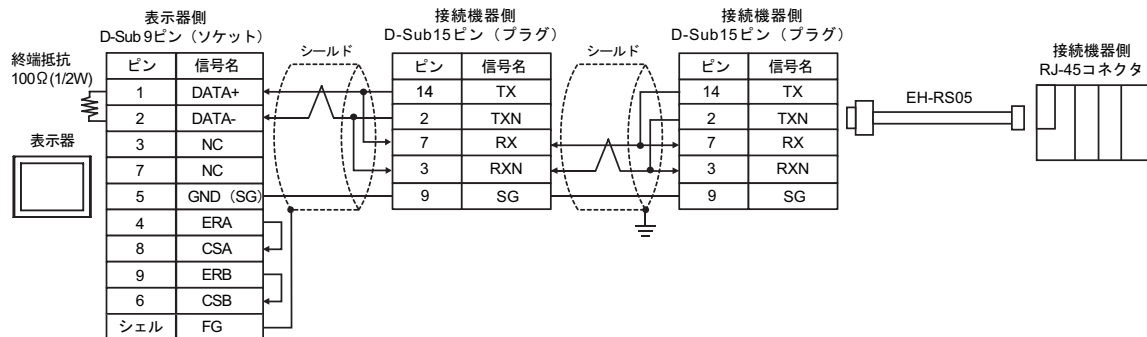 表示器側
D-Sub 9ピン（ソケット）
終端抵抗
100Ω(1/2W)
表示器
ピン 信号名
1 DATA+
2 DATA-
3 NC
7 NC
5 GND（SG）
4 ERA
8 CSA
9 ERB
6 CSB
シェル FG
シールド
接続機器側
D-Sub15ピン（プラグ）
ピン 信号名
14 TX
2 TXN
7 RX
3 RXN
9 SG
シールド
接続機器側
D-Sub15ピン（プラグ）
ピン 信号名
14 TX
2 TXN
7 RX
3 RXN
9 SG
EH-RS05
接続機器側
RJ-45コネクタ